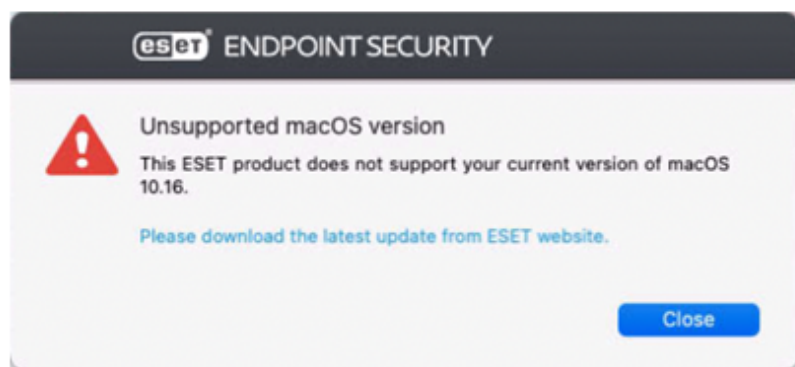 eset ENDPOINT SECURITY
Unsupported macOS version
This ESET product does not support your current version of macOS
10.16.
Please download the latest update from ESET website.
Close